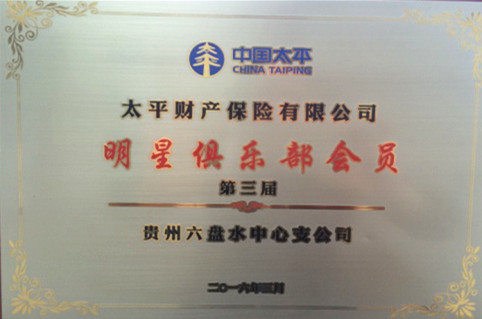 中国太平
CHINA TAIPING
太平财产保险有限公司
明星俱乐部会员
第三届
贵州六盘水中心支公司
二〇一六年三月